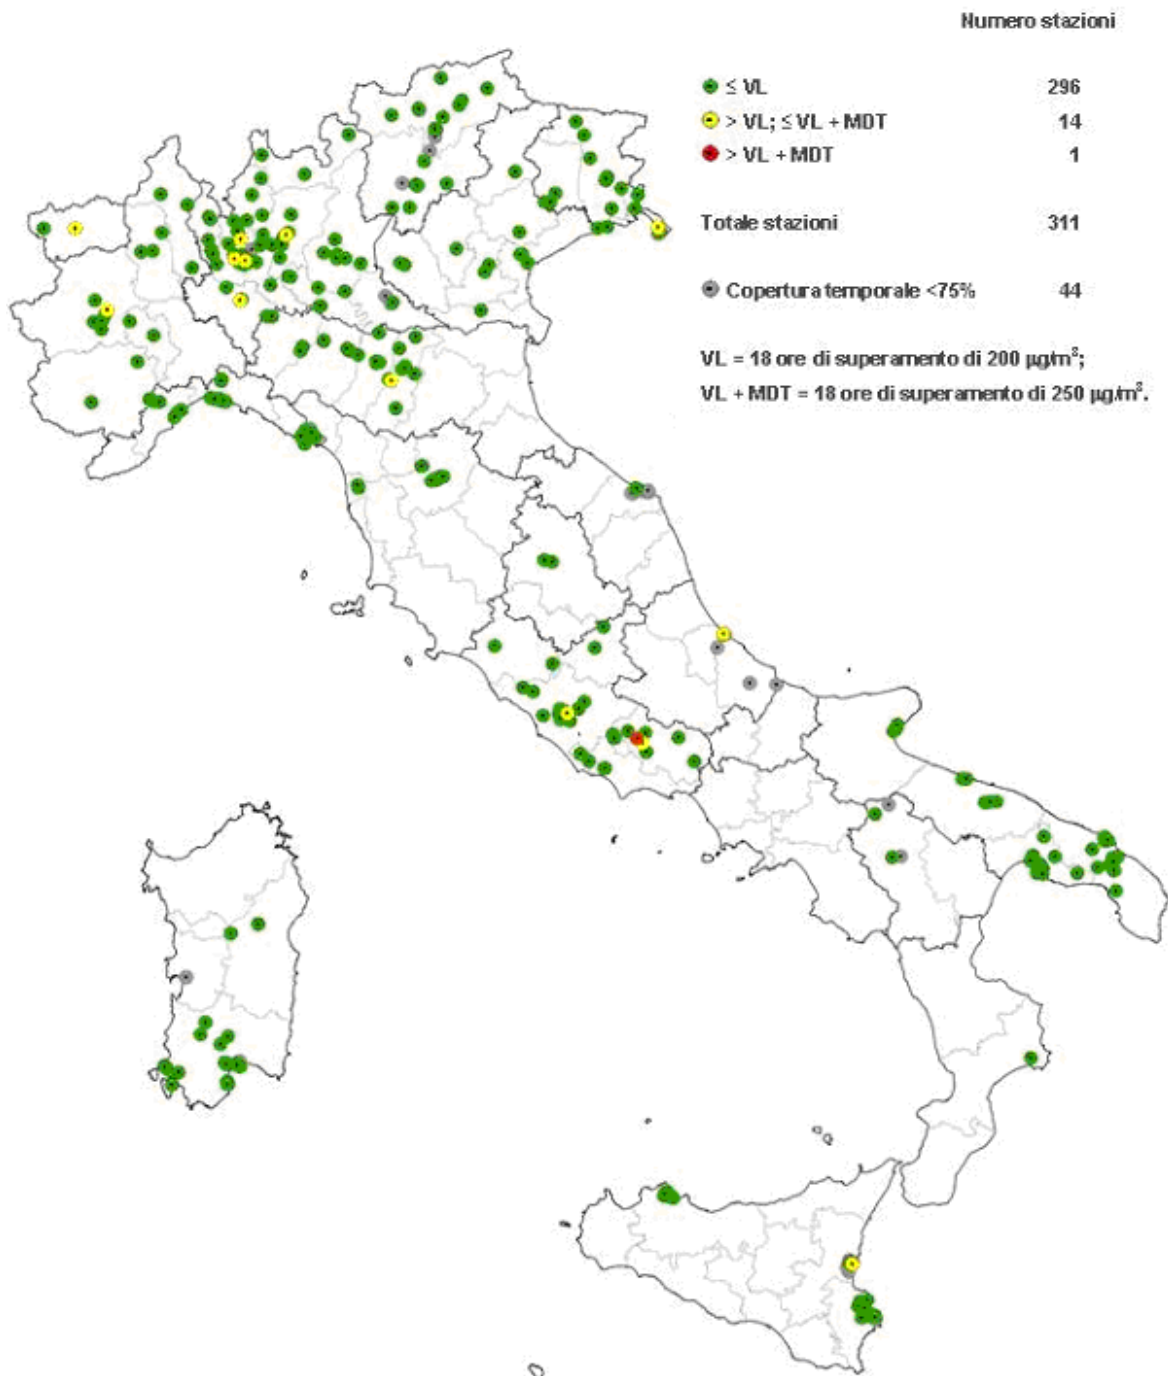 Numero stazioni
≤ VL 296
> VL; ≤ VL + MDT 14
> VL + MDT 1
Totale stazioni 311
Copertura temporale <75% 44
VL = 18 ore di superamento di 200 µg/m³;
VL + MDT = 18 ore di superamento di 250 µg/m³.